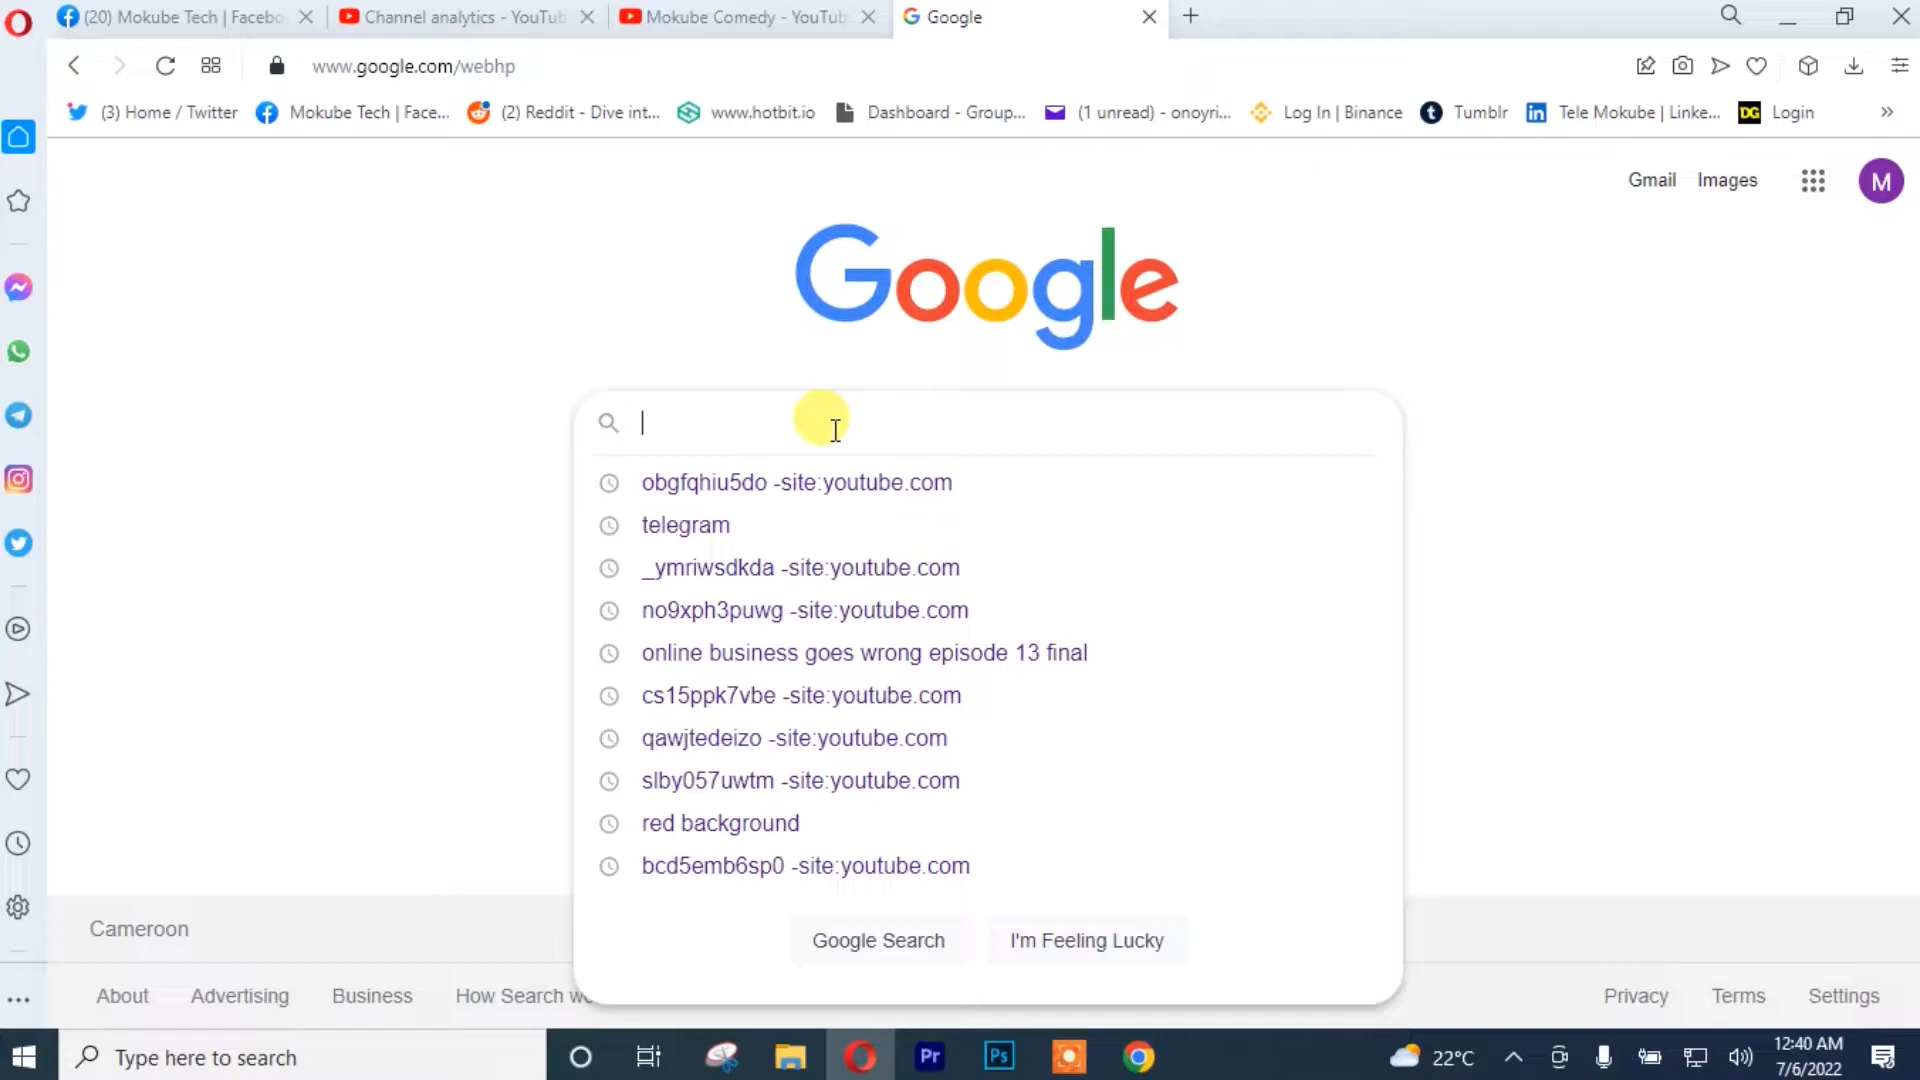 (20) Mokube Tech | Facebo
Channel analytics - YouTub
Mokube Comedy - YouTub
Google
www.google.com/webhp
(3) Home / Twitter
Mokube Tech | Face...
(2) Reddit - Dive int...
www.hotbit.io
Dashboard - Group...
(1 unread) - onoyri...
Log In | Binance
Tumblr
Tele Mokube | Linke...
DG Login
Gmail
Images
M
Google
obgfqhiu5do -site:youtube.com
telegram
_ymriwsdkda -site:youtube.com
no9xph3puwg -site:youtube.com
online business goes wrong episode 13 final
cs15ppk7vbe -site:youtube.com
qawjtedeizo -site:youtube.com
slby057uwtm -site:youtube.com
red background
bcd5emb6sp0 -site:youtube.com
Google Search
I'm Feeling Lucky
Cameroon
About
Advertising
Business
How Search wo
Privacy
Terms
Settings
Type here to search
Pr
Ps
22°C
12:40 AM
7/6/2022